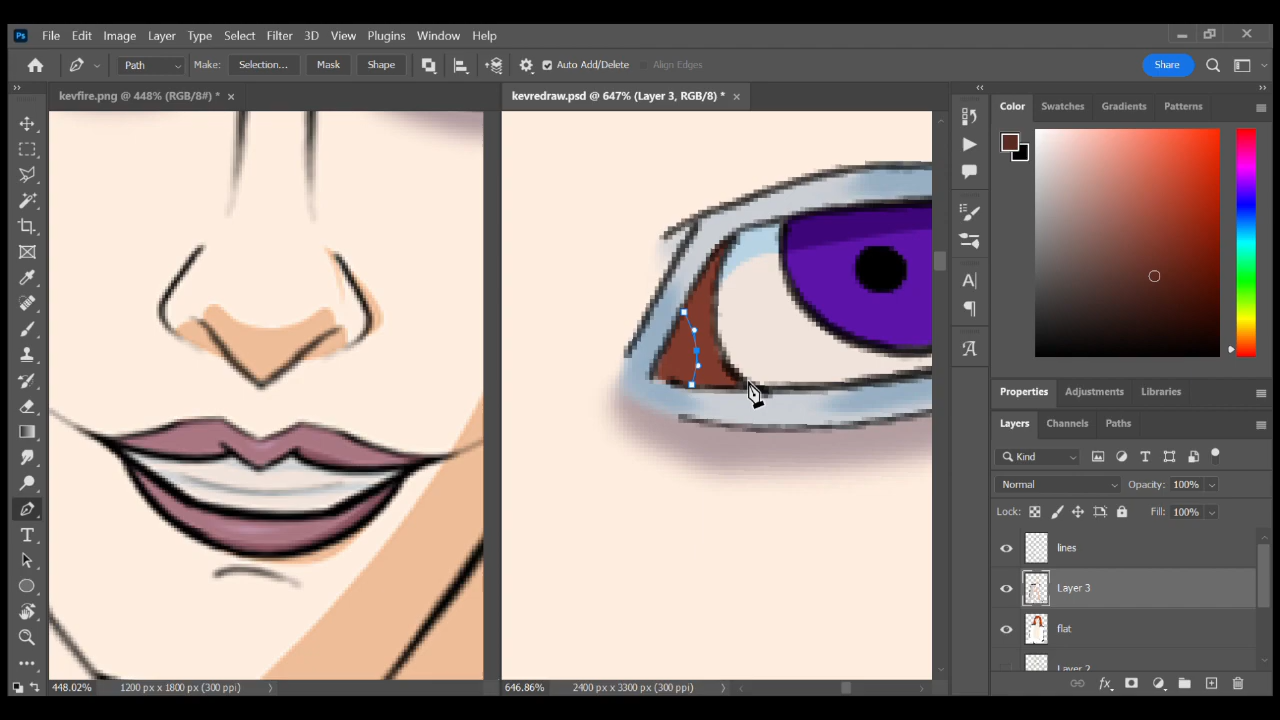 Ps File Edit Image Layer Type Select Filter 3D View Plugins Window Help
Path Make: Selection... Mask Shape Auto Add/Delete Align Edges Share
kevfire.png @ 448% (RGB/8#) * × kevredraw.psd @ 647% (Layer 3, RGB/8) * ×
Color Swatches Gradients Patterns
Properties Adjustments Libraries
Layers Channels Paths
Kind
Normal Opacity: 100%
Lock: Fill: 100%
lines
Layer 3
flat
Layer 2
448.02% 1200 px x 1800 px (300 ppi) 646.86% 2400 px x 3300 px (300 ppi)